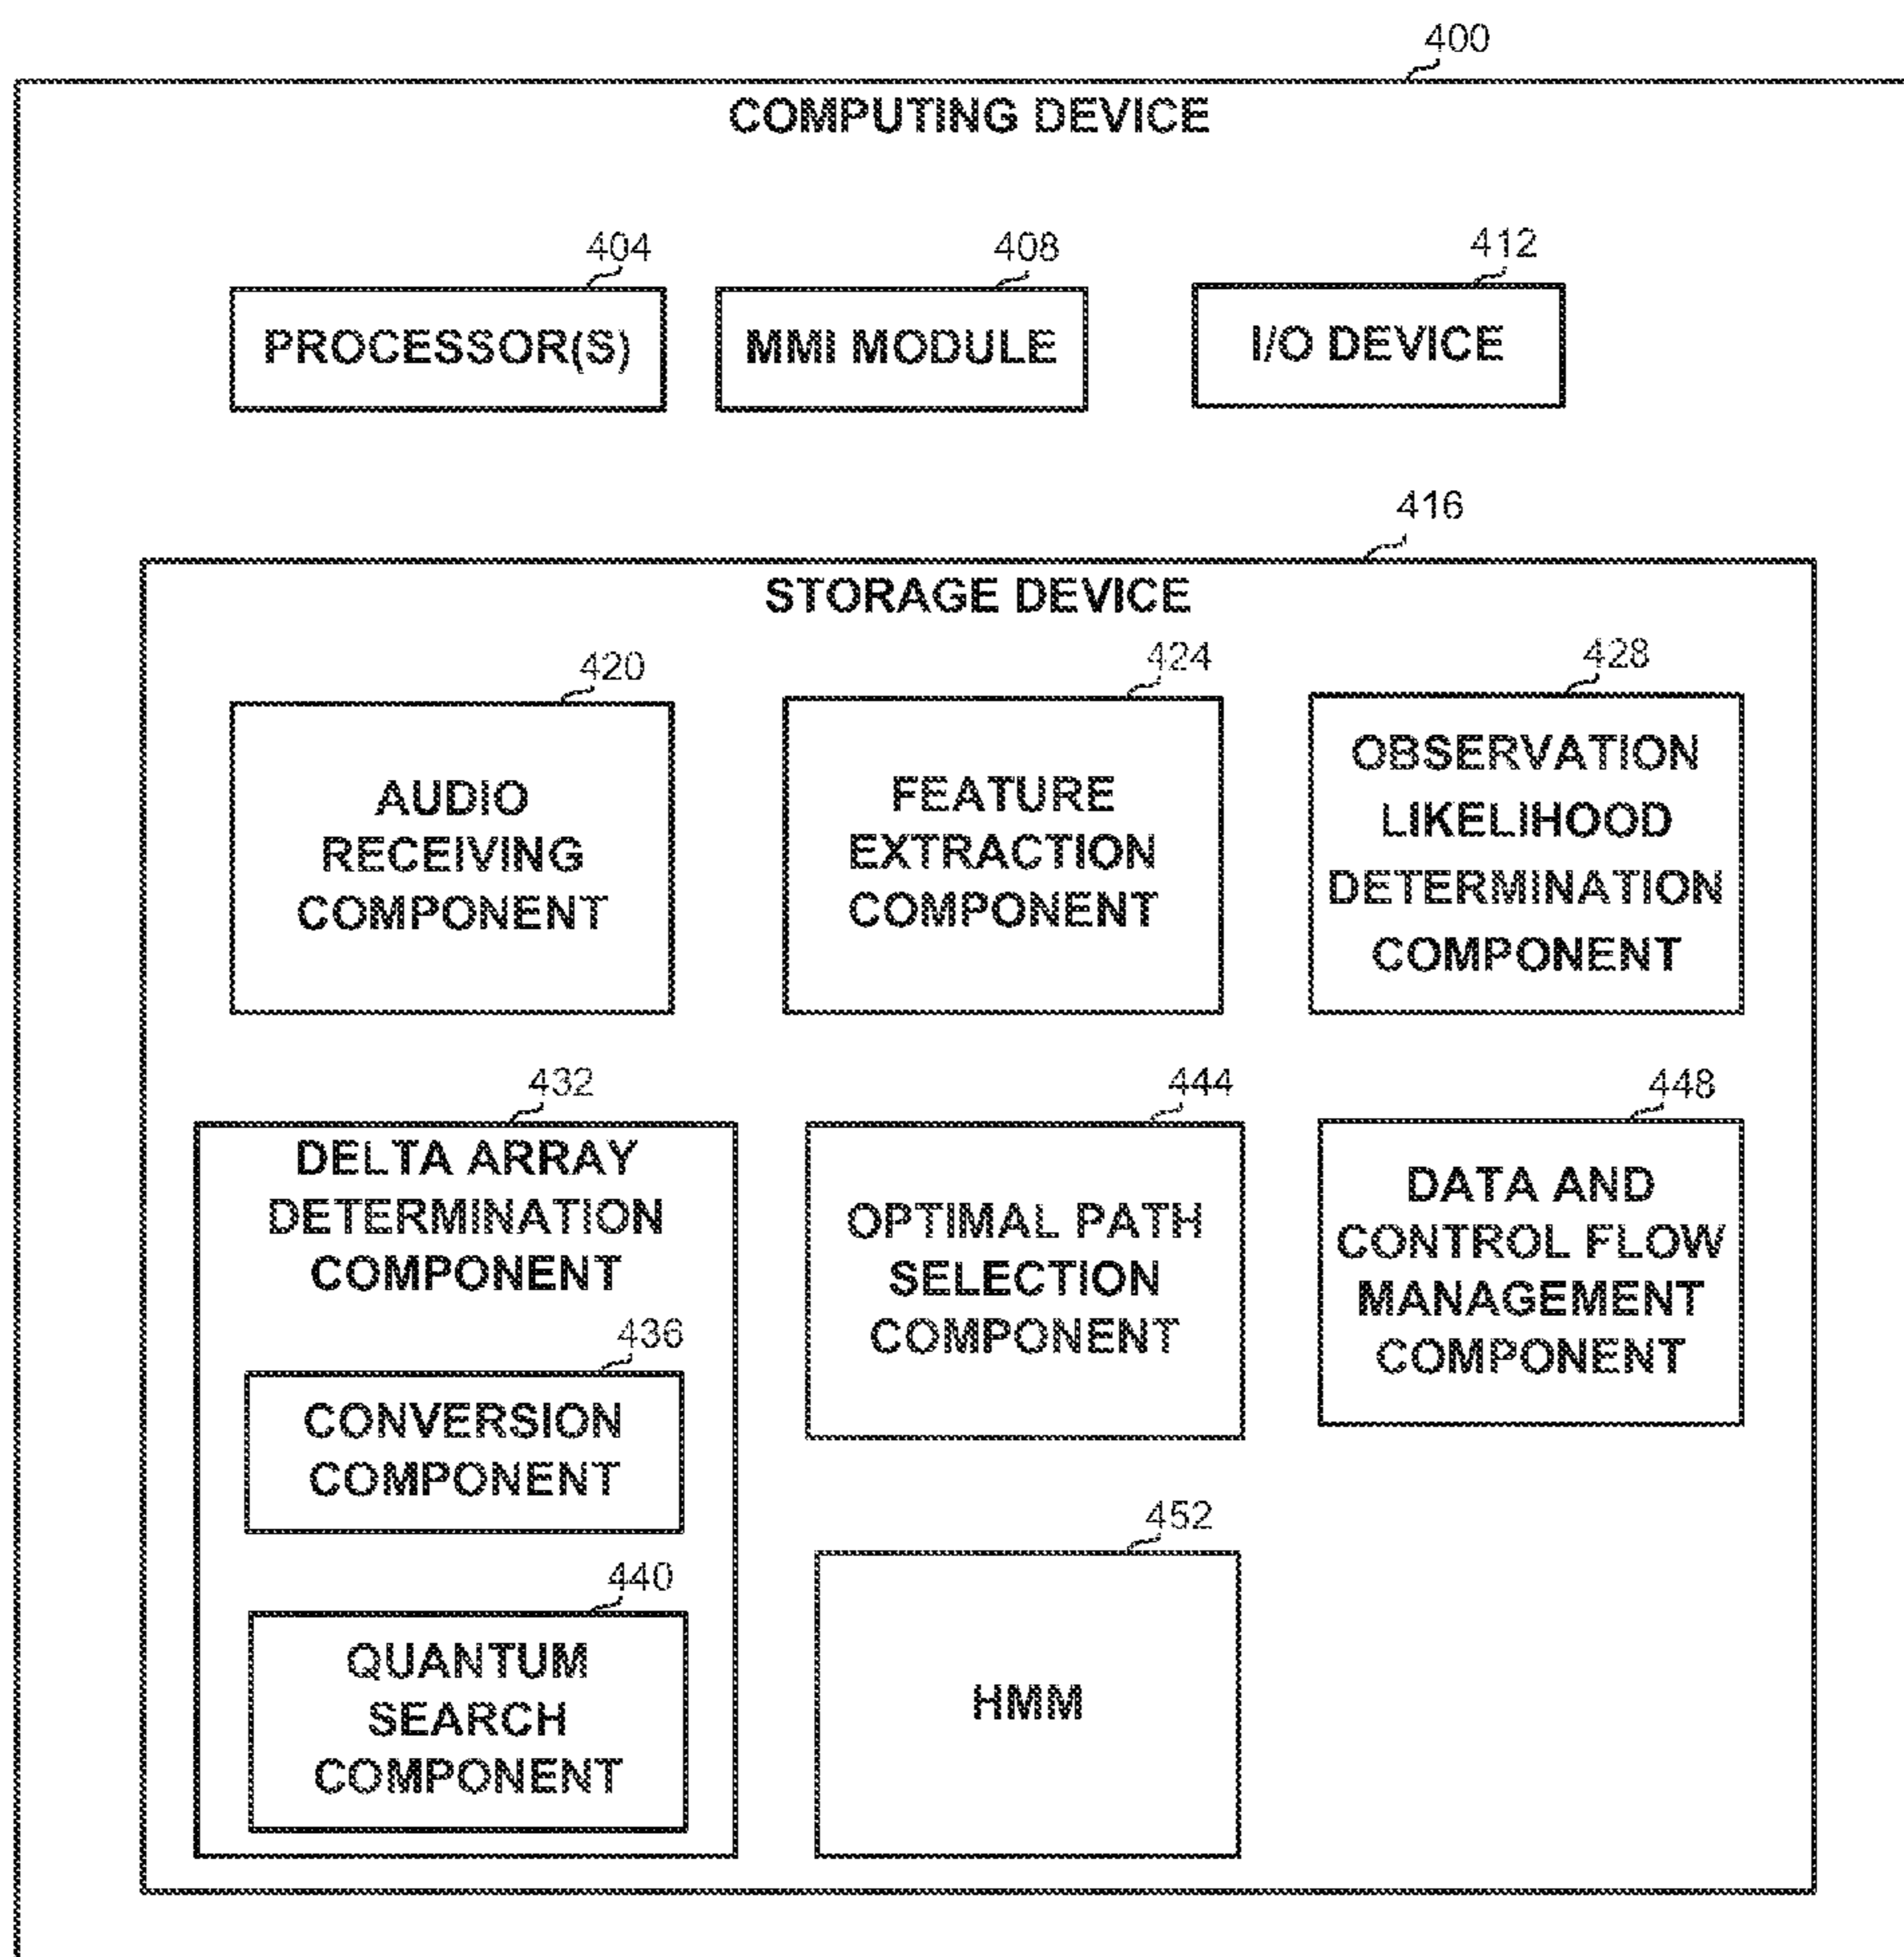 400
COMPUTING DEVICE
404
PROCESSOR(S)
408
MMI MODULE
412
I/O DEVICE
416
STORAGE DEVICE
420
AUDIO
RECEIVING
COMPONENT
424
FEATURE
EXTRACTION
COMPONENT
428
OBSERVATION
LIKELIHOOD
DETERMINATION
COMPONENT
432
DELTA ARRAY
DETERMINATION
COMPONENT
436
CONVERSION
COMPONENT
440
QUANTUM
SEARCH
COMPONENT
444
OPTIMAL PATH
SELECTION
COMPONENT
448
DATA AND
CONTROL FLOW
MANAGEMENT
COMPONENT
452
HMM